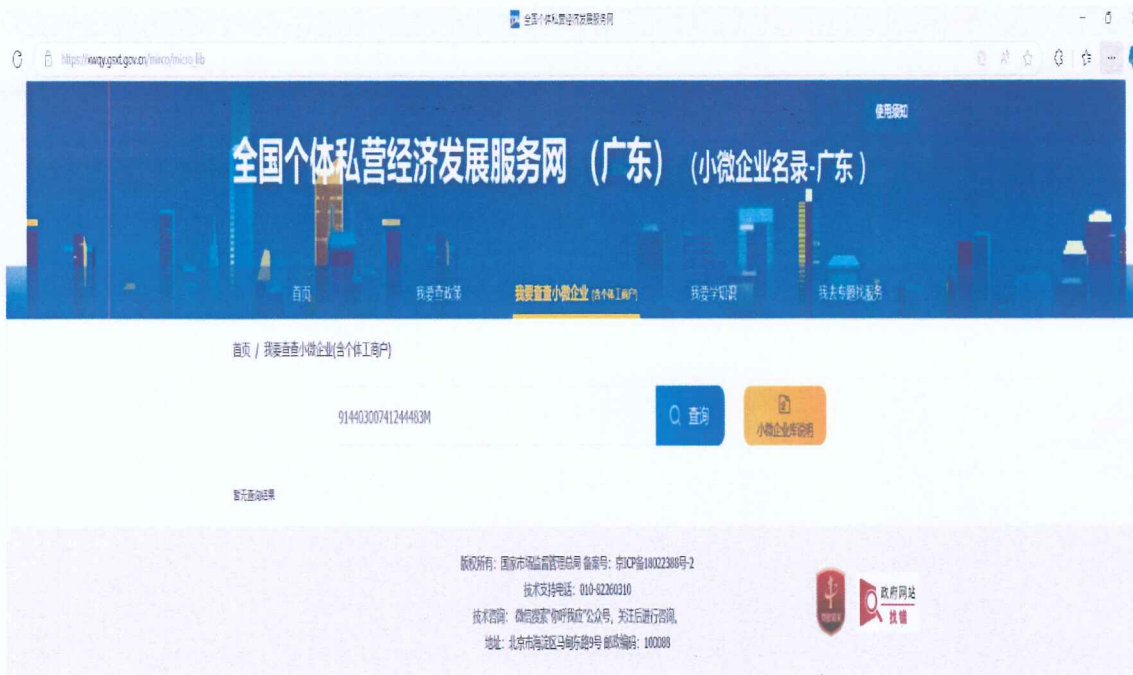 全国个体私营经济发展服务网
https://xwqy.gsxt.gov.cn/mirco/micro_lib
使用须知
全国个体私营经济发展服务网 （广东） （小微企业名录-广东 ）
首页 我要查政策 我要查查小微企业 (含个体工商户) 我要学知识 我去专题找服务
首页 / 我要查查小微企业(含个体工商户)
91440300741244483M 查询
小微企业库说明
暂无查询结果
版权所有：国家市场监督管理总局 备案号：京ICP备18022388号-2
技术支持电话：010-82260310
技术咨询：微信搜索“你呼我应”公众号，关注后进行咨询。
地址：北京市海淀区马甸东路9号 邮政编码：100088
政府网站
找错